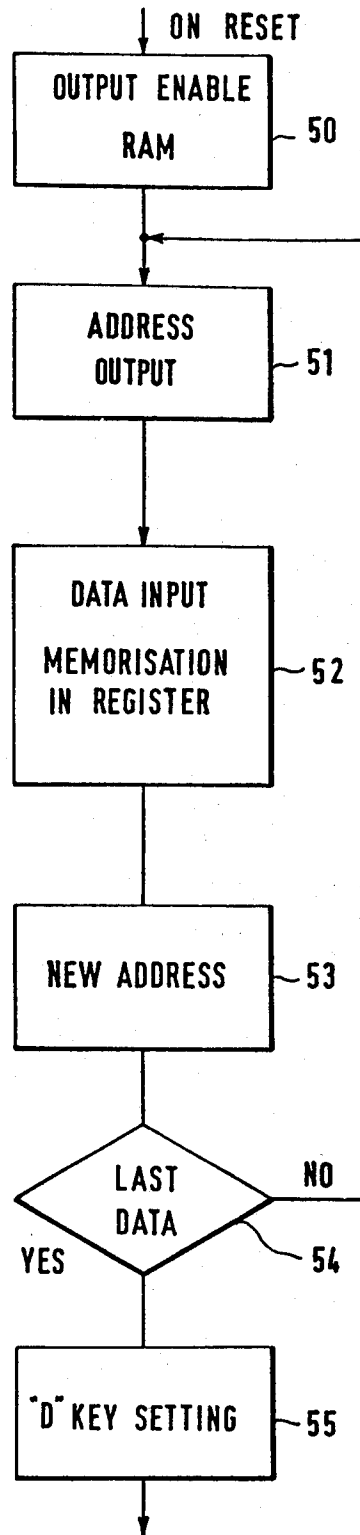 ON RESET
OUTPUT ENABLE
RAM
50
ADDRESS
OUTPUT
51
DATA INPUT
MEMORISATION
IN REGISTER
52
NEW ADDRESS
53
LAST
DATA
NO
YES
54
"D" KEY SETTING
55